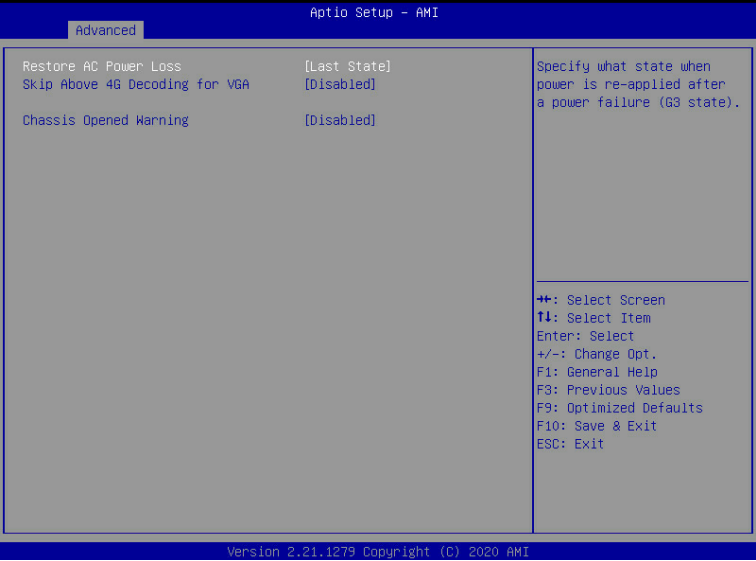 Aptio Setup – AMI
Advanced
Restore AC Power Loss [Last State]
Skip Above 4G Decoding for VGA [Disabled]
Chassis Opened Warning [Disabled]
Specify what state when
power is re-applied after
a power failure (G3 state).
→←: Select Screen
↑↓: Select Item
Enter: Select
+/-: Change Opt.
F1: General Help
F3: Previous Values
F9: Optimized Defaults
F10: Save & Exit
ESC: Exit
Version 2.21.1279 Copyright (C) 2020 AMI